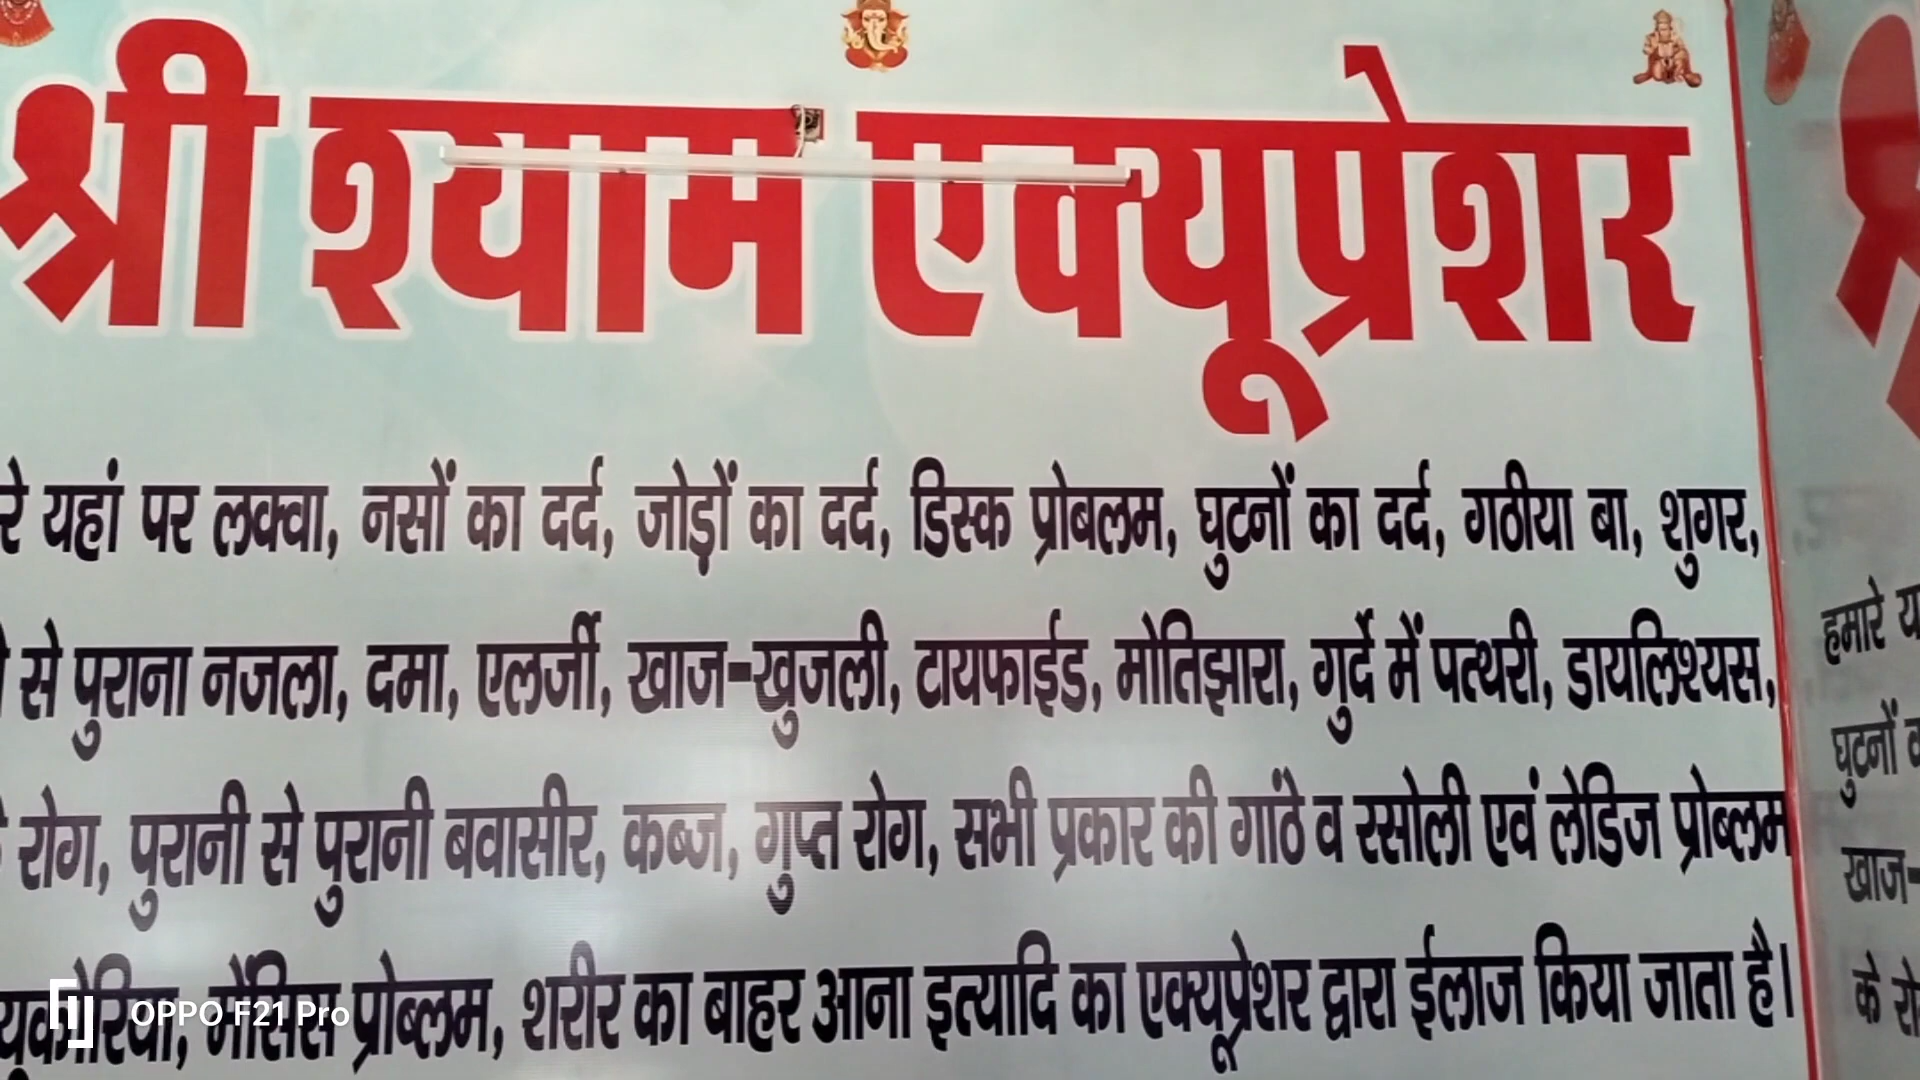 श्री श्याम एक्यूप्रेशर
रे यहां पर लक्वा, नसों का दर्द, जोड़ों का दर्द, डिस्क प्रोबलम, घुटनों का दर्द, गठीया बा, शुगर,
से पुराना नजला, दमा, एलर्जी, खाज-खुजली, टायफाईड, मोतिझारा, गुर्दे में पत्थरी, डायलिश्यस,
रोग, पुरानी से पुरानी बवासीर, कब्ज, गुप्त रोग, सभी प्रकार की गांठे व रसोली एवं लेडिज प्रोब्लम
यूकोरिया, मैंसिस प्रोब्लम, शरीर का बाहर आना इत्यादि का एक्यूप्रेशर द्वारा ईलाज किया जाता है।
हमारे य
घुटनों
खाज-
के रो
OPPO F21 Pro